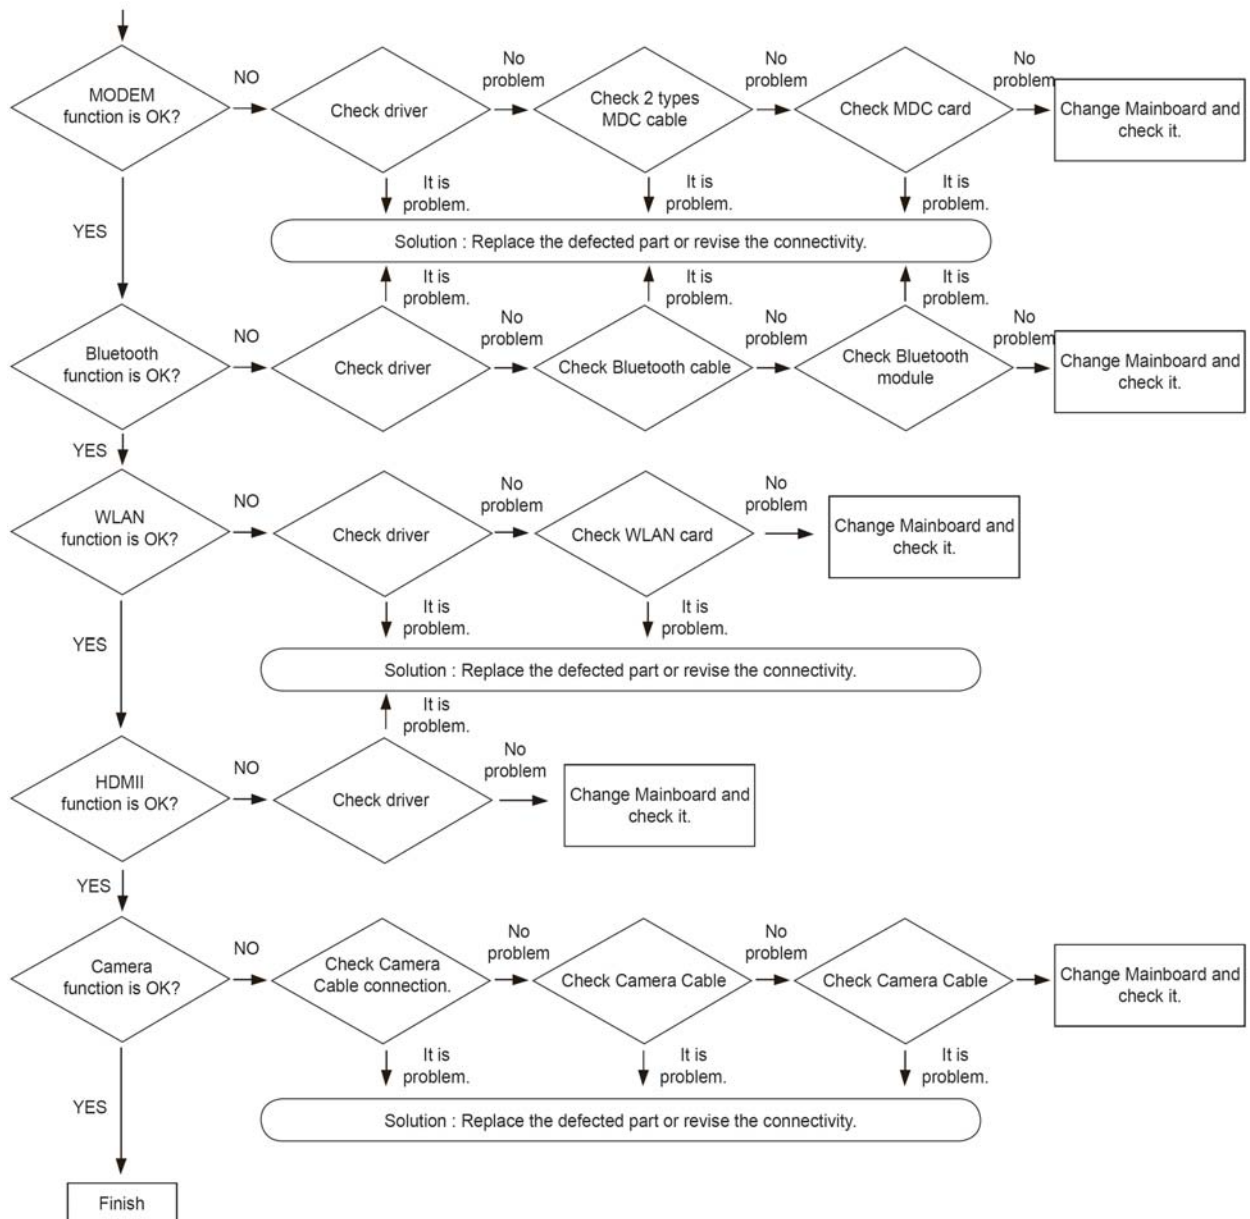 MODEM
function is OK?
NO
Check driver
No
problem
Check 2 types
MDC cable
No
problem
Check MDC card
No
problem
Change Mainboard and
check it.
YES
It is
problem.
It is
problem.
It is
problem.
Solution : Replace the defected part or revise the connectivity.
It is
problem.
It is
problem.
It is
problem.
Bluetooth
function is OK?
NO
Check driver
No
problem
Check Bluetooth cable
No
problem
Check Bluetooth
module
No
problem
Change Mainboard and
check it.
YES
WLAN
function is OK?
NO
Check driver
No
problem
Check WLAN card
No
problem
Change Mainboard and
check it.
YES
It is
problem.
It is
problem.
Solution : Replace the defected part or revise the connectivity.
It is
problem.
HDMII
function is OK?
NO
Check driver
No
problem
Change Mainboard and
check it.
YES
Camera
function is OK?
NO
Check Camera
Cable connection.
No
problem
Check Camera Cable
No
problem
Check Camera Cable
Change Mainboard and
check it.
YES
It is
problem.
It is
problem.
It is
problem.
Solution : Replace the defected part or revise the connectivity.
Finish